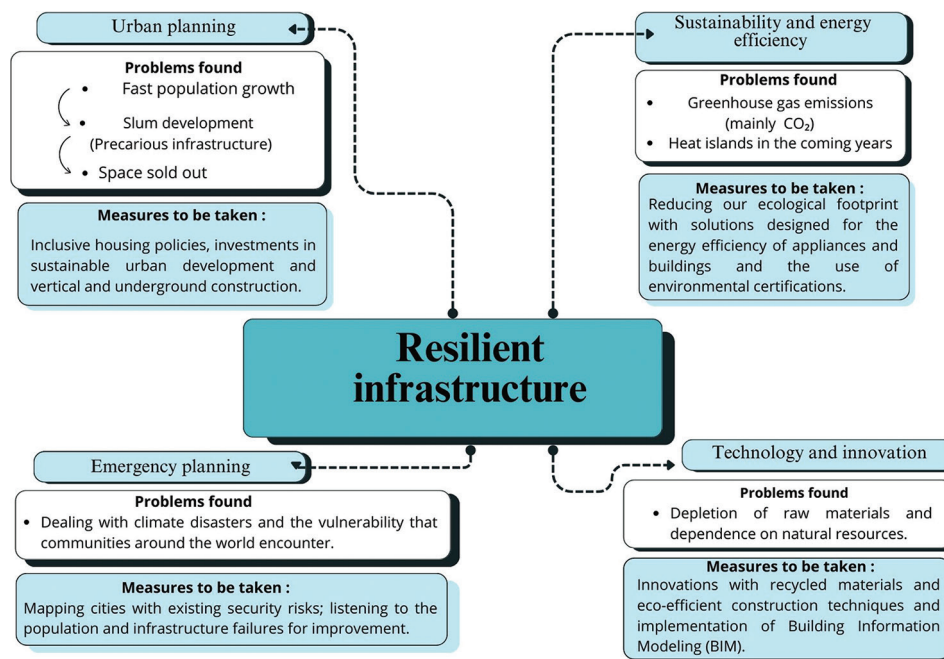 Urban planning
Problems found
• Fast population growth
• Slum development
(Precarious infrastructure)
• Space sold out
Measures to be taken :
Inclusive housing policies, investments in
sustainable urban development and
vertical and underground construction.
Sustainability and energy
efficiency
Problems found
• Greenhouse gas emissions
(mainly CO₂)
• Heat islands in the coming years
Measures to be taken :
Reducing our ecological footprint
with solutions designed for the
energy efficiency of appliances and
buildings and the use of
environmental certifications.
Resilient
infrastructure
Emergency planning
Problems found
• Dealing with climate disasters and the vulnerability that
communities around the world encounter.
Measures to be taken :
Mapping cities with existing security risks; listening to the
population and infrastructure failures for improvement.
Technology and innovation
Problems found
• Depletion of raw materials and
dependence on natural resources.
Measures to be taken :
Innovations with recycled materials and
eco-efficient construction techniques and
implementation of Building Information
Modeling (BIM).